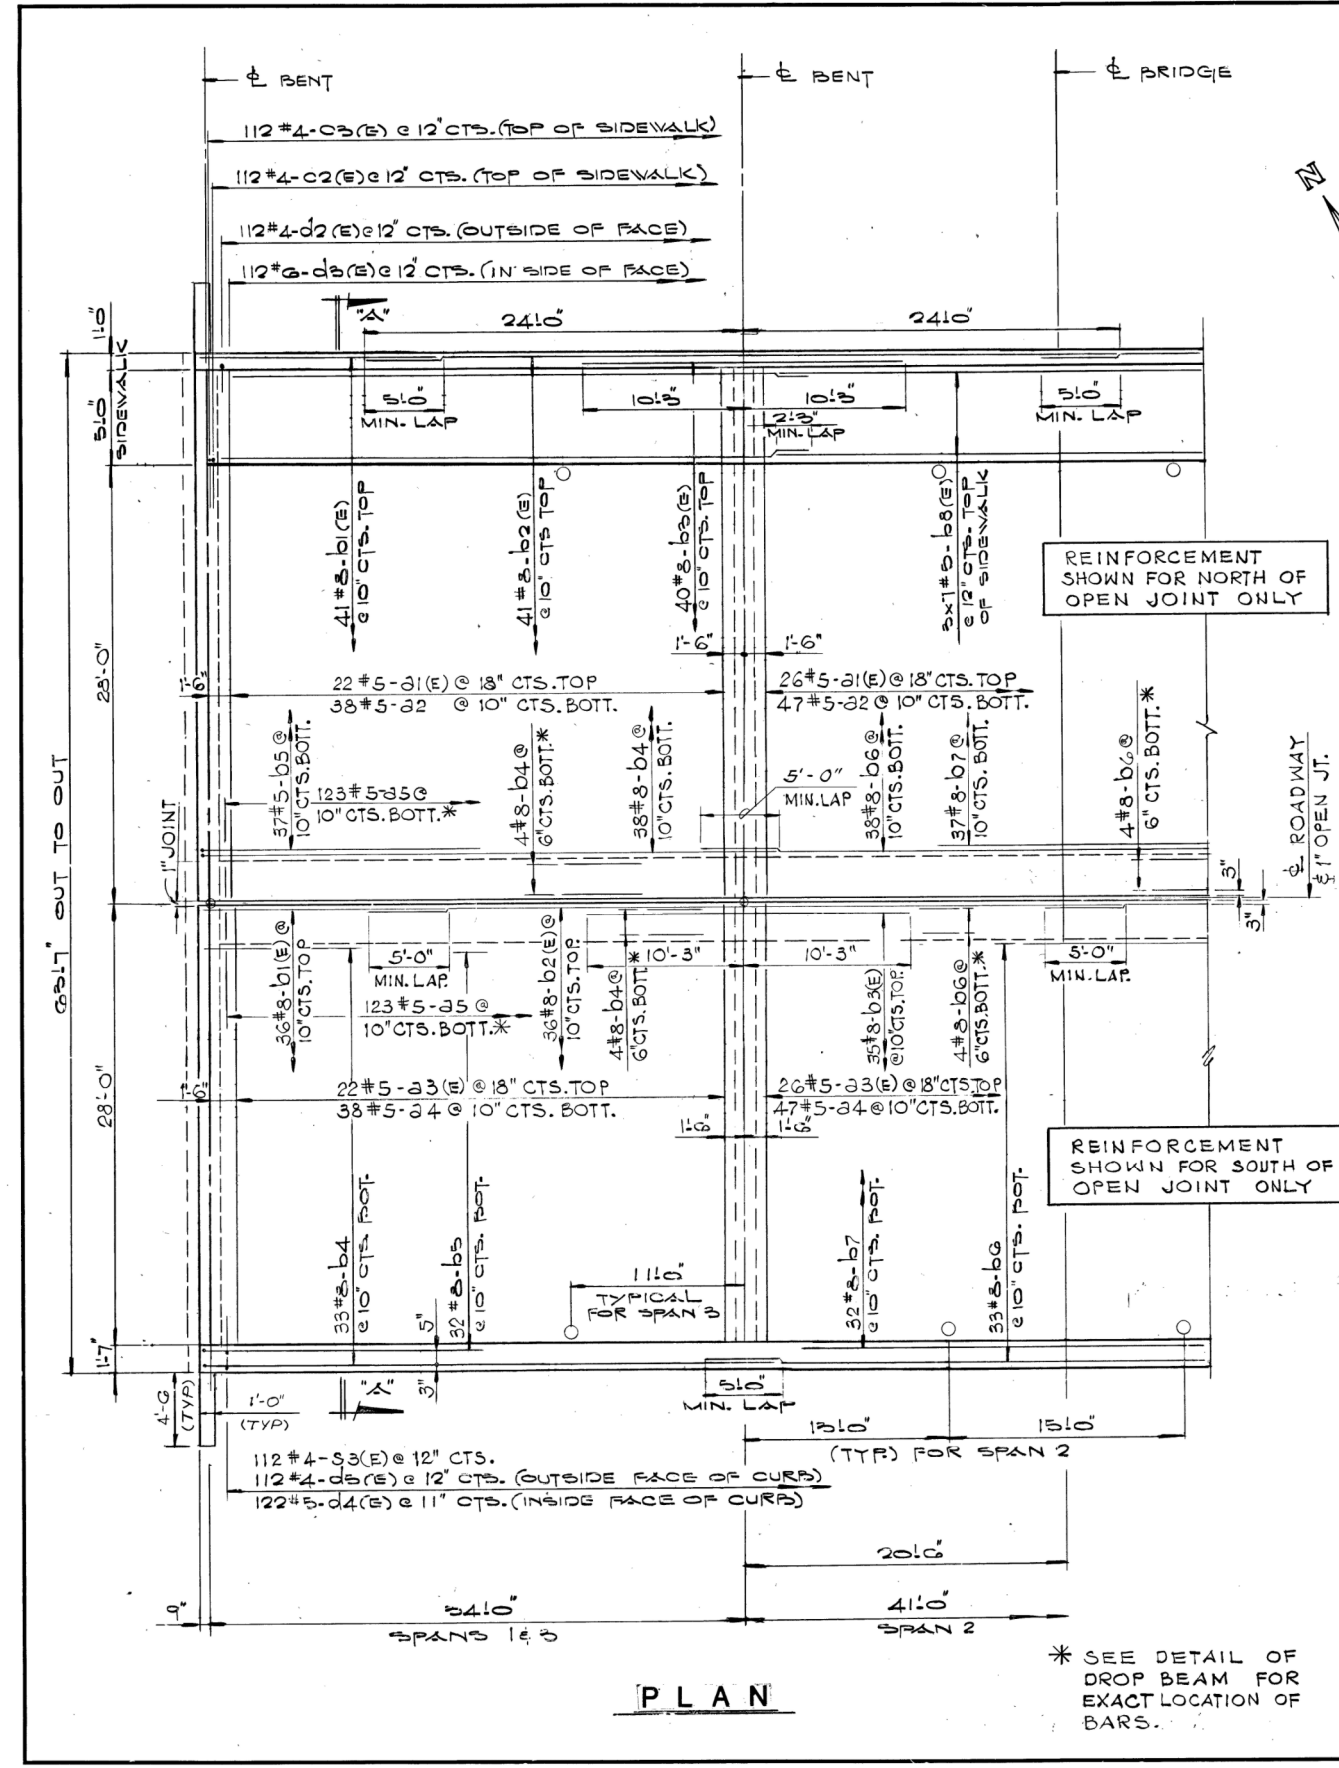 ℄ BENT
℄ BENT
℄ BRIDGE
112 #4-C3(E) @ 12" CTS. (TOP OF SIDEWALK)
112 #4-C2(E) @ 12" CTS. (TOP OF SIDEWALK)
N
112 #4-d2(E) @ 12" CTS. (OUTSIDE OF FACE)
112 #6-d3(E) @ 12" CTS. (IN SIDE OF FACE)
"A"
24'-0"
24'-0"
1'-0"
5'-0"
SIDEWALK
5'-0"
MIN. LAP
10'-3"
10'-3"
2'-3"
MIN. LAP
5'-0"
MIN. LAP
41 #8-b1(E)
@ 10" CTS. TOP
41 #8-b2(E)
@ 10" CTS TOP
40 #8-b3(E)
@ 10" CTS. TOP
3x7 #5-b8(E)
@ 12" CTS. TOP
OF SIDEWALK
REINFORCEMENT
SHOWN FOR NORTH OF
OPEN JOINT ONLY
28'-0"
1'-6"
1'-6"
1'-6"
22 #5-a1(E) @ 18" CTS. TOP
38 #5-a2 @ 10" CTS. BOTT.
26 #5-a1(E) @ 18" CTS. TOP
47 #5-a2 @ 10" CTS. BOTT.
37 #5-b5 @
10" CTS. BOTT.
123 #5-a5 @
10" CTS. BOTT. *
4 #8-b4 @
6" CTS. BOTT. *
38 #8-b4 @
10" CTS. BOTT.
5'-0"
MIN. LAP
38 #8-b6 @
10" CTS. BOTT.
37 #8-b7 @
10" CTS. BOTT.
4 #8-b6 @
6" CTS. BOTT. *
63'-7" OUT TO OUT
1" JOINT
3"
3"
℄ ROADWAY
& 1" OPEN JT.
36 #8-b1(E) @
10" CTS. TOP
5'-0"
MIN. LAP.
123 #5-a5 @
10" CTS. BOTT. *
36 #8-b2(E) @
10" CTS. TOP.
10'-3"
10'-3"
4 #8-b4 @
6" CTS. BOTT. *
35 #8-b3(E)
@ 10" CTS. TOP.
4 #8-b6 @
6" CTS. BOTT. *
5'-0"
MIN. LAP.
28'-0"
1'-6"
22 #5-a3(E) @ 18" CTS. TOP
38 #5-a4 @ 10" CTS. BOTT.
26 #5-a3(E) @ 18" CTS. TOP
47 #5-a4 @ 10" CTS. BOTT.
1'-6"
1'-6"
REINFORCEMENT
SHOWN FOR SOUTH OF
OPEN JOINT ONLY
33 #8-b4
@ 10" CTS. BOT.
32 #8-b5
@ 10" CTS. BOT.
32 #8-b7
@ 10" CTS. BOT.
33 #8-b6
@ 10" CTS. BOT.
11'-0"
TYPICAL
FOR SPAN 3
1'-7"
5"
3"
4'-6
(TYP)
1'-0"
(TYP)
"A"
5'-0"
MIN. LAP
13'-0"
15'-0"
(TYP.) FOR SPAN 2
112 #4-S3(E) @ 12" CTS.
112 #4-d5(E) @ 12" CTS. (OUTSIDE FACE OF CURB)
122 #5-d4(E) @ 11" CTS. (INSIDE FACE OF CURB)
20'-6"
9"
34'-0"
SPANS 1 & 3
41'-0"
SPAN 2
* SEE DETAIL OF
DROP BEAM FOR
EXACT LOCATION OF
BARS.
PLAN